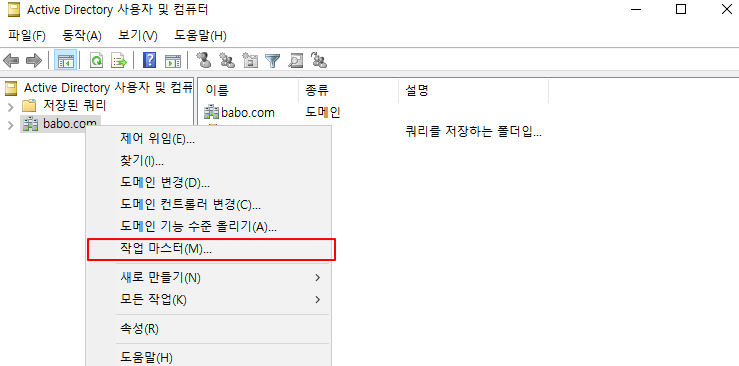 Active Directory 사용자 및 컴퓨터
파일(F) 동작(A) 보기(V) 도움말(H)
Active Directory 사용자 및 컴퓨
저장된 쿼리
babo.com
이름 종류 설명
babo.com 도메인
쿼리를 저장하는 폴더입...
제어 위임(E)...
찾기(I)...
도메인 변경(D)...
도메인 컨트롤러 변경(C)...
도메인 기능 수준 올리기(A)...
작업 마스터(M)...
새로 만들기(N)
모든 작업(K)
속성(R)
도움말(H)